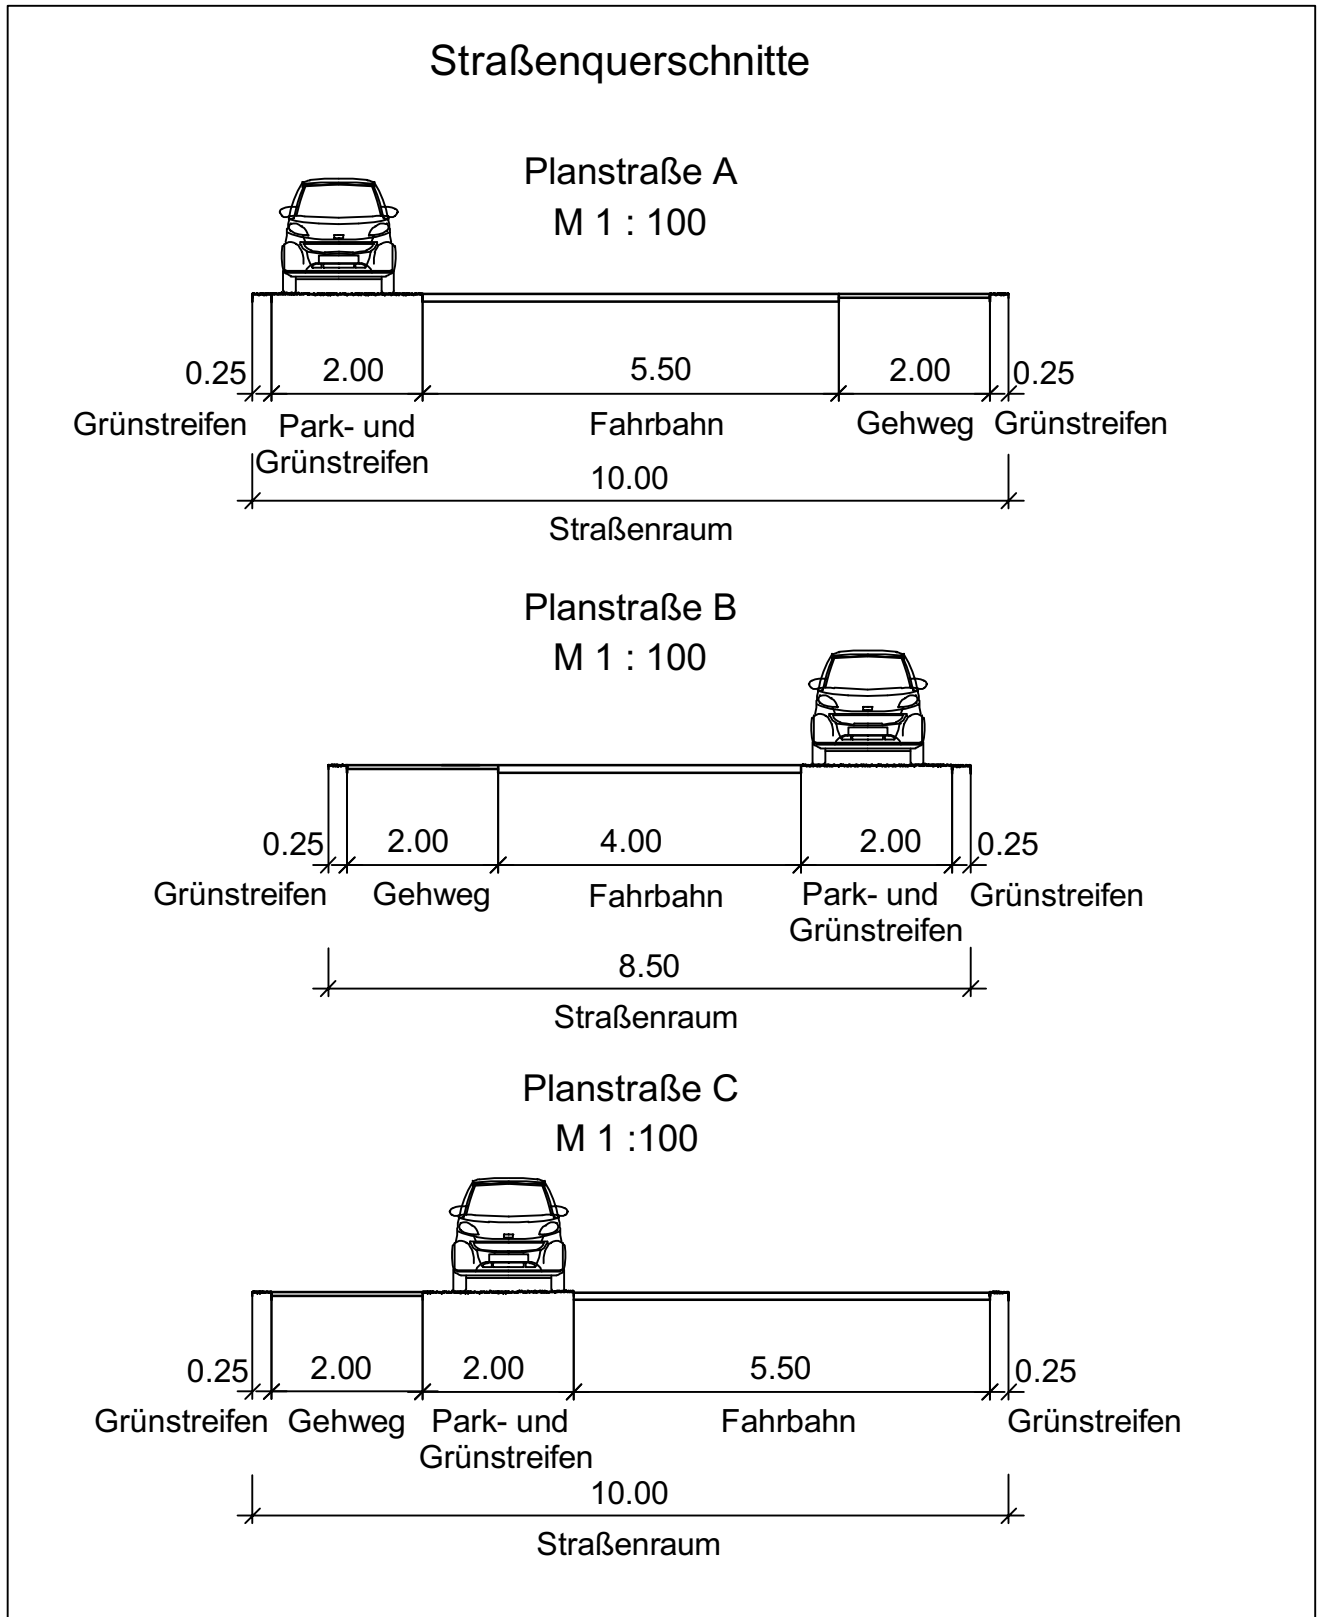 Straßenquerschnitte
Planstraße A
M 1 : 100
0.25 2.00 5.50 2.00 0.25
Grünstreifen Park- und Fahrbahn Gehweg Grünstreifen
Grünstreifen
10.00
Straßenraum
Planstraße B
M 1 : 100
0.25 2.00 4.00 2.00 0.25
Grünstreifen Gehweg Fahrbahn Park- und Grünstreifen
Grünstreifen
8.50
Straßenraum
Planstraße C
M 1 :100
0.25 2.00 2.00 5.50 0.25
Grünstreifen Gehweg Park- und Fahrbahn Grünstreifen
Grünstreifen
10.00
Straßenraum